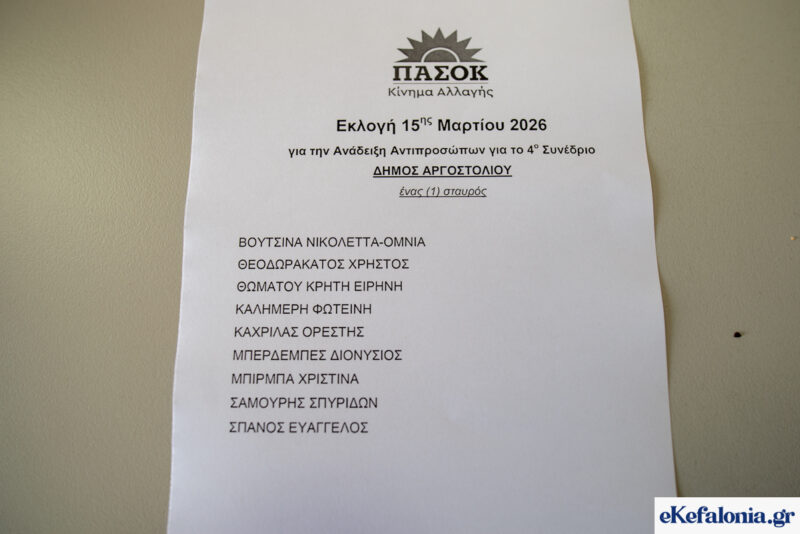 ΠΑΣΟΚ
Κίνημα Αλλαγής
Εκλογή 15ης Μαρτίου 2026
για την Ανάδειξη Αντιπροσώπων για το 4ο Συνέδριο
ΔΗΜΟΣ ΑΡΓΟΣΤΟΛΙΟΥ
ένας (1) σταυρός
ΒΟΥΤΣΙΝΑ ΝΙΚΟΛΕΤΤΑ-ΟΜΝΙΑ
ΘΕΟΔΩΡΑΚΑΤΟΣ ΧΡΗΣΤΟΣ
ΘΩΜΑΤΟΥ ΚΡΗΤΗ ΕΙΡΗΝΗ
ΚΑΛΗΜΕΡΗ ΦΩΤΕΙΝΗ
ΚΑΧΡΙΛΑΣ ΟΡΕΣΤΗΣ
ΜΠΕΡΔΕΜΠΕΣ ΔΙΟΝΥΣΙΟΣ
ΜΠΙΡΜΠΑ ΧΡΙΣΤΙΝΑ
ΣΑΜΟΥΡΗΣ ΣΠΥΡΙΔΩΝ
ΣΠΑΝΟΣ ΕΥΑΓΓΕΛΟΣ
eKefalonia.gr